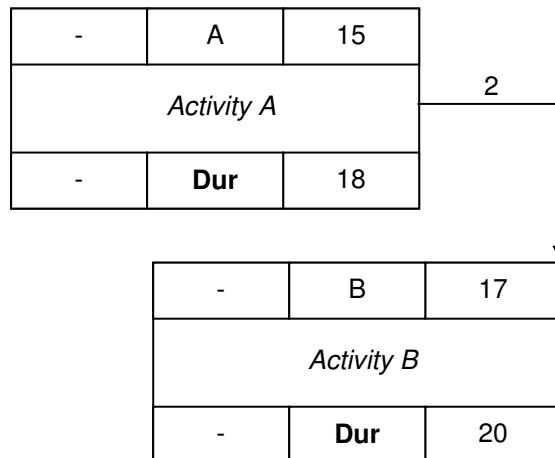 - A 15
Activity A
2
- Dur 18
- B 17
Activity B
- Dur 20